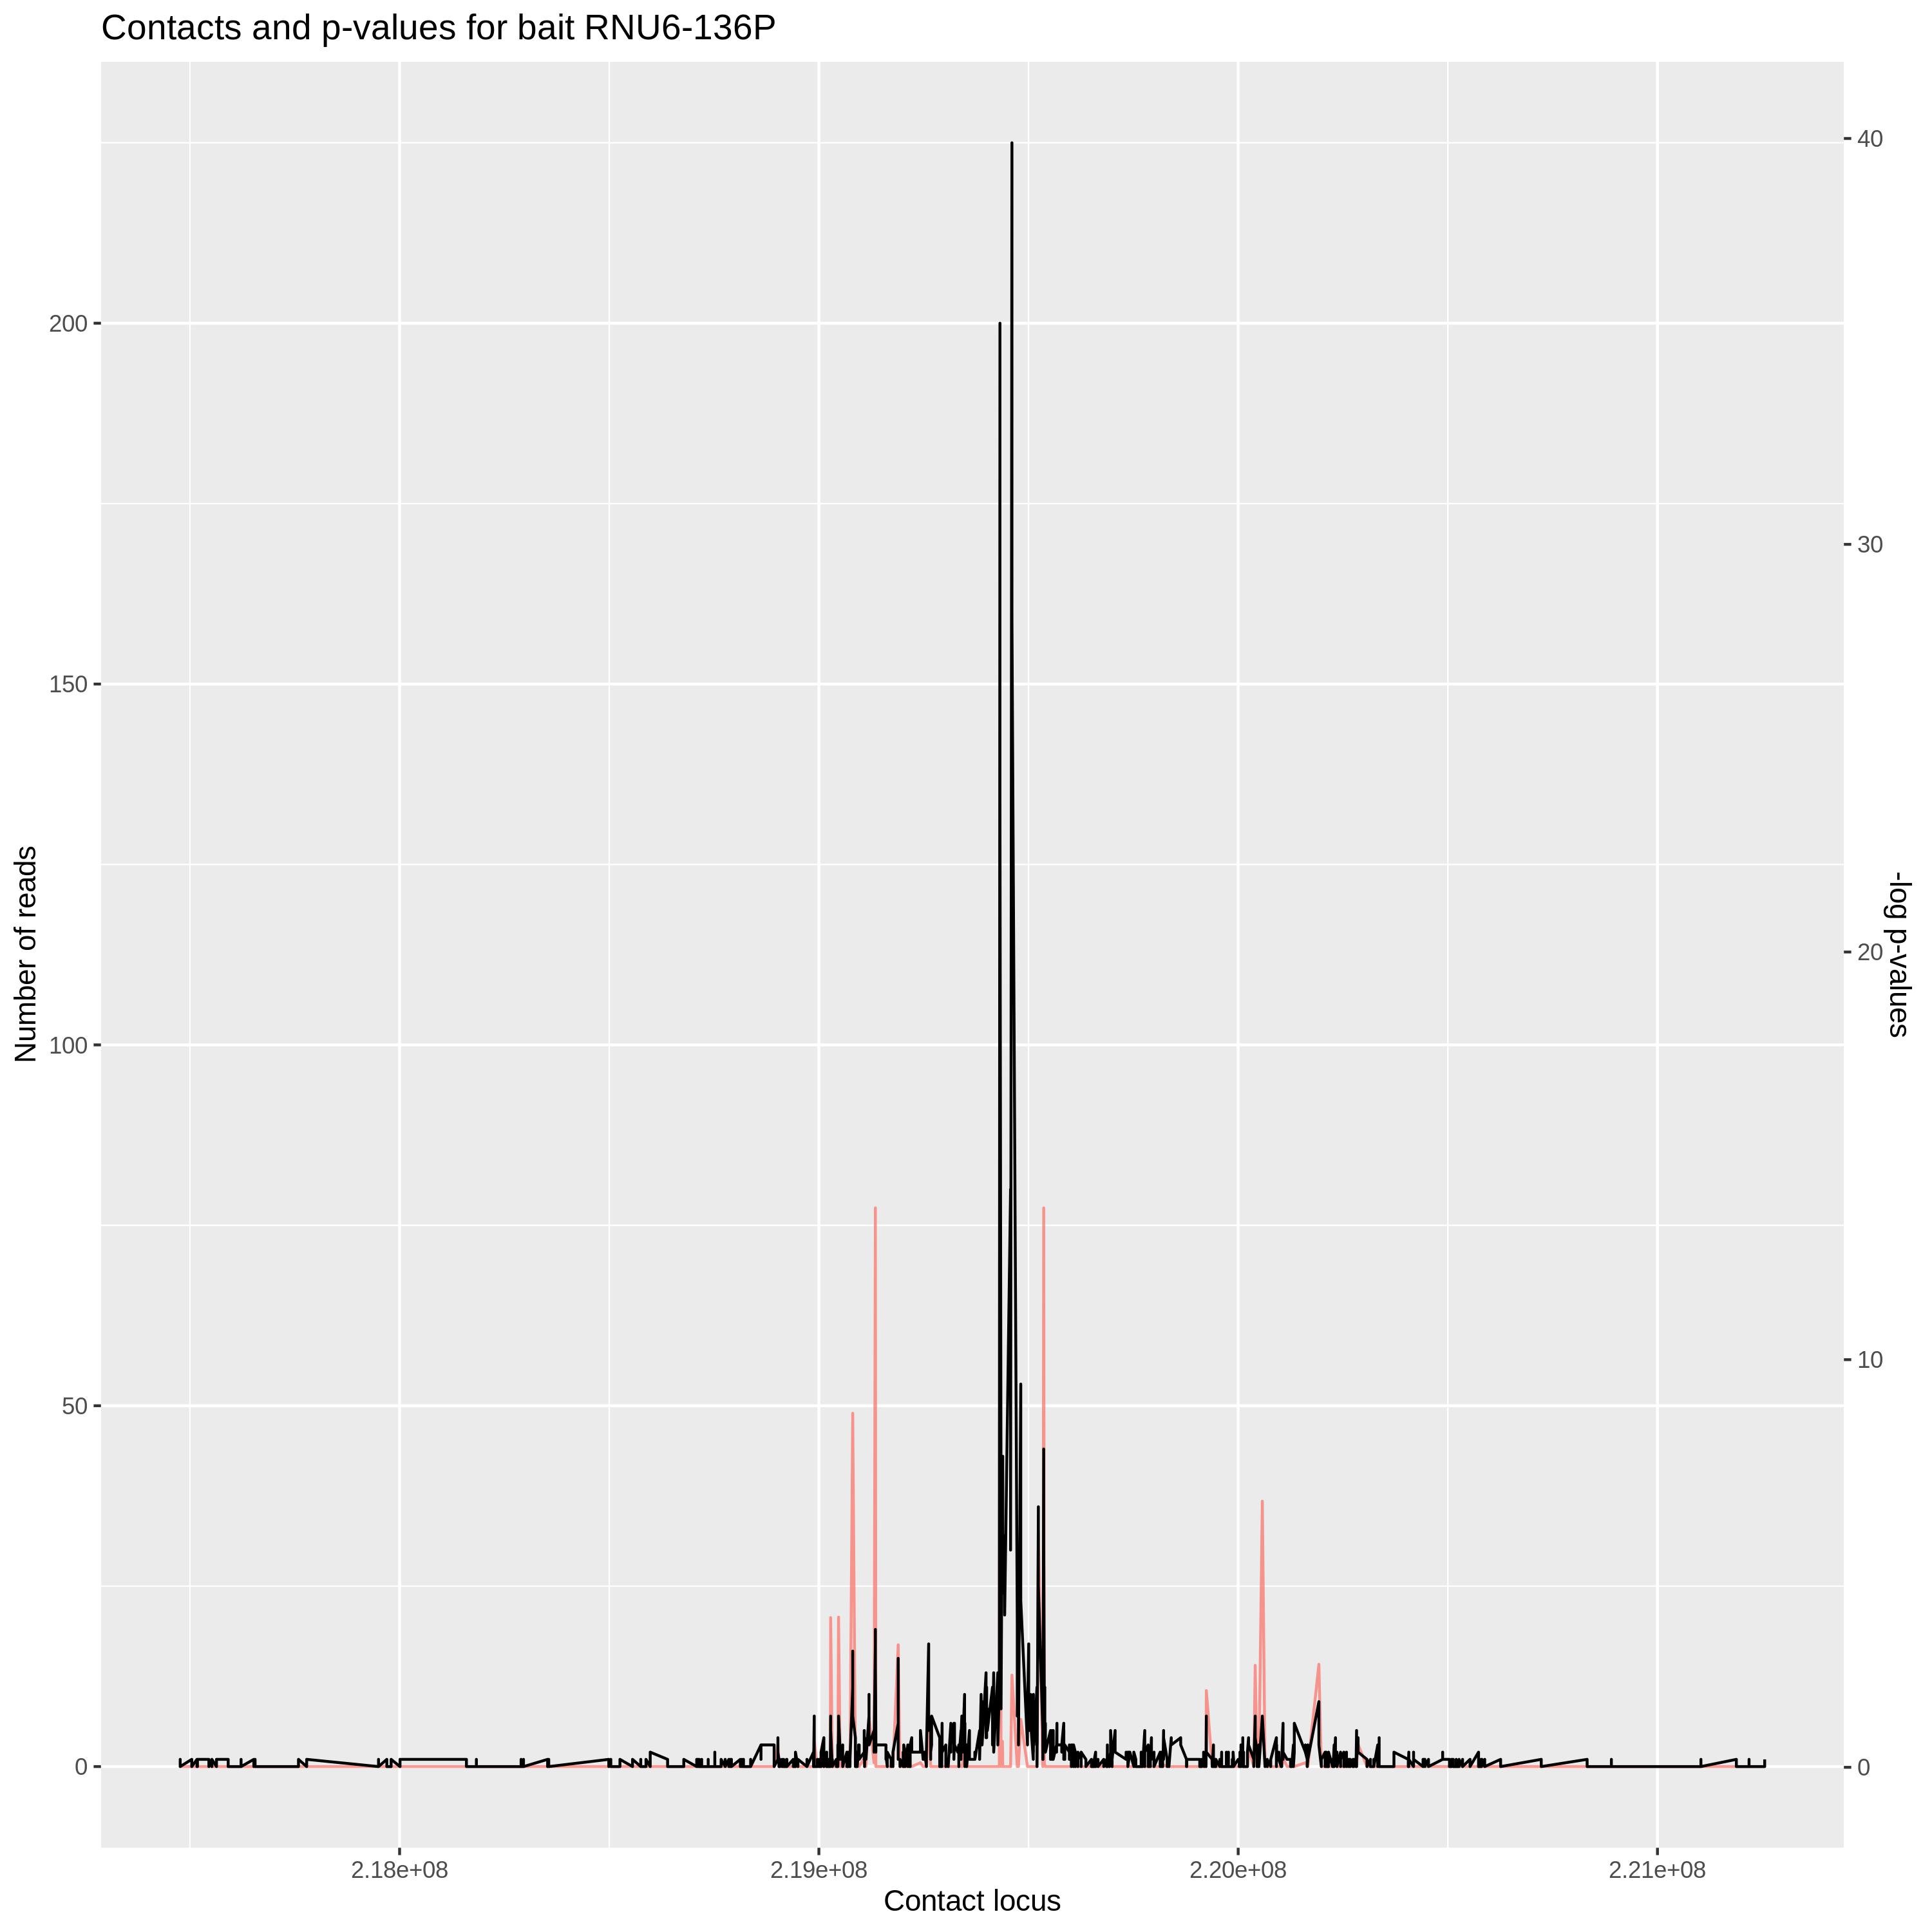 Contacts and p-values for bait RNU6-136P
Number of reads
200
150
100
50
0
40
30
20
10
0
-log p-values
2.18e+08
2.19e+08
2.20e+08
2.21e+08
Contact locus